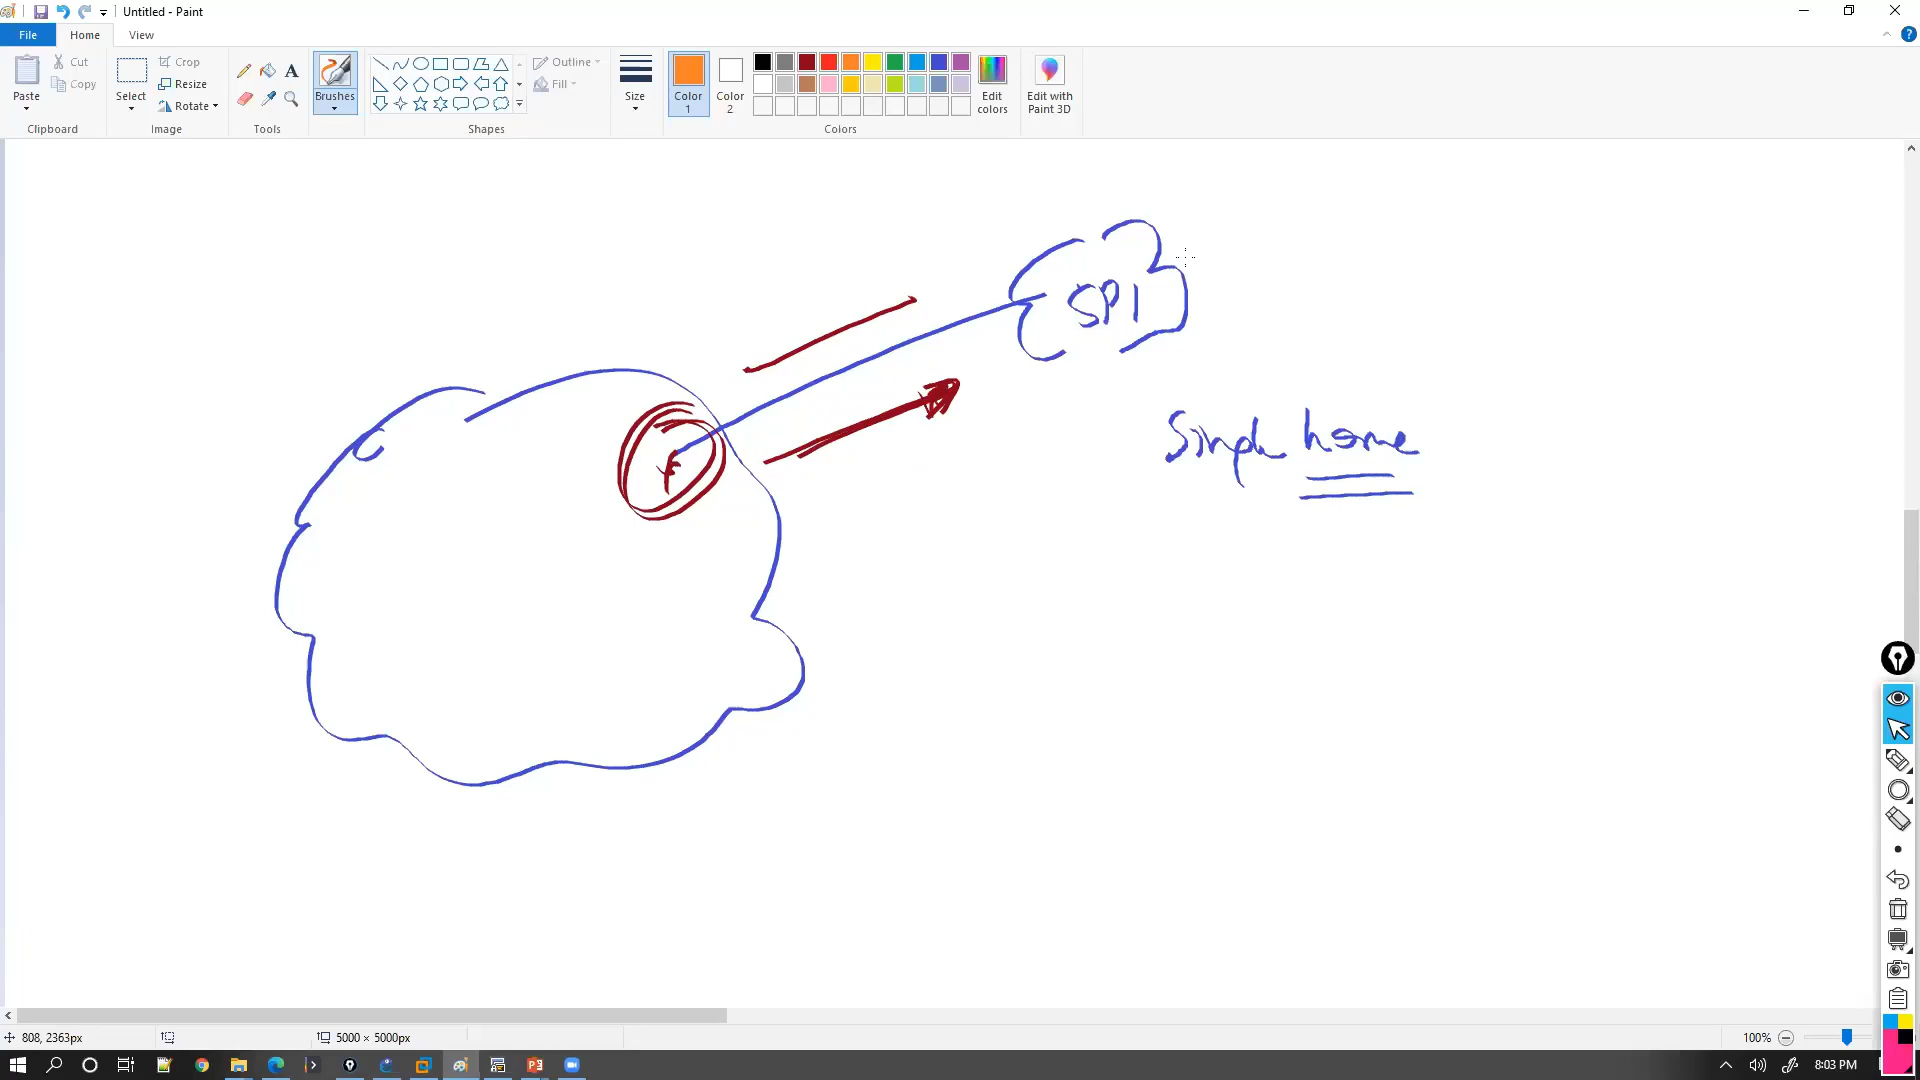 Untitled - Paint
File
Home
View
Paste
Cut
Copy
Clipboard
Select
Crop
Resize
Rotate
Image
A
Tools
Brushes
Outline
Fill
Shapes
Size
Color 1
Color 2
Edit colors
Colors
Edit with Paint 3D
SP1
F
home
808, 2363px
5000 × 5000px
100%
8:03 PM